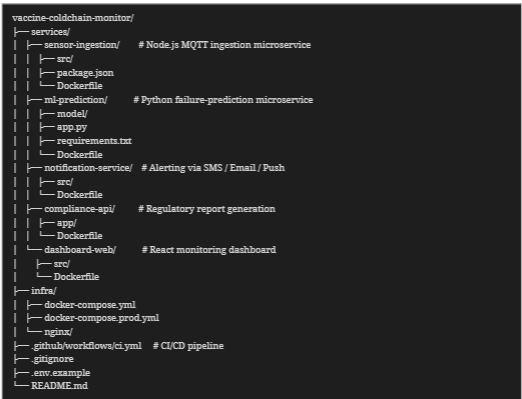 vaccine-coldchain-monitor/
├── services/
│ ├── sensor-ingestion/ # Node.js MQTT ingestion microservice
│ │ ├── src/
│ │ ├── package.json
│ │ └── Dockerfile
│ ├── ml-prediction/ # Python failure-prediction microservice
│ │ ├── model/
│ │ ├── app.py
│ │ ├── requirements.txt
│ │ └── Dockerfile
│ ├── notification-service/ # Alerting via SMS / Email / Push
│ │ ├── src/
│ │ └── Dockerfile
│ ├── compliance-api/ # Regulatory report generation
│ │ ├── app/
│ │ └── Dockerfile
│ └── dashboard-web/ # React monitoring dashboard
│ ├── src/
│ └── Dockerfile
├── infra/
│ ├── docker-compose.yml
│ ├── docker-compose.prod.yml
│ └── nginx/
├── .github/workflows/ci.yml # CI/CD pipeline
├── .gitignore
├── .env.example
└── README.md